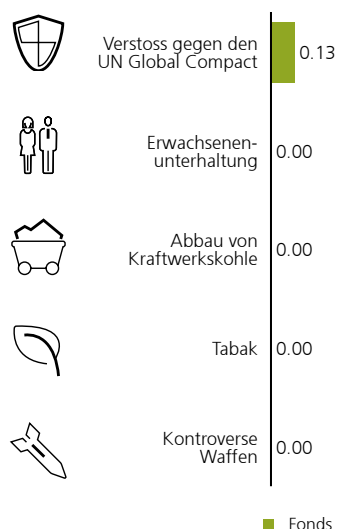 Verstoss gegen den
UN Global Compact
0.13
Erwachsenen-
unterhaltung
0.00
Abbau von
Kraftwerkskohle
0.00
Tabak
0.00
Kontroverse
Waffen
0.00
Fonds